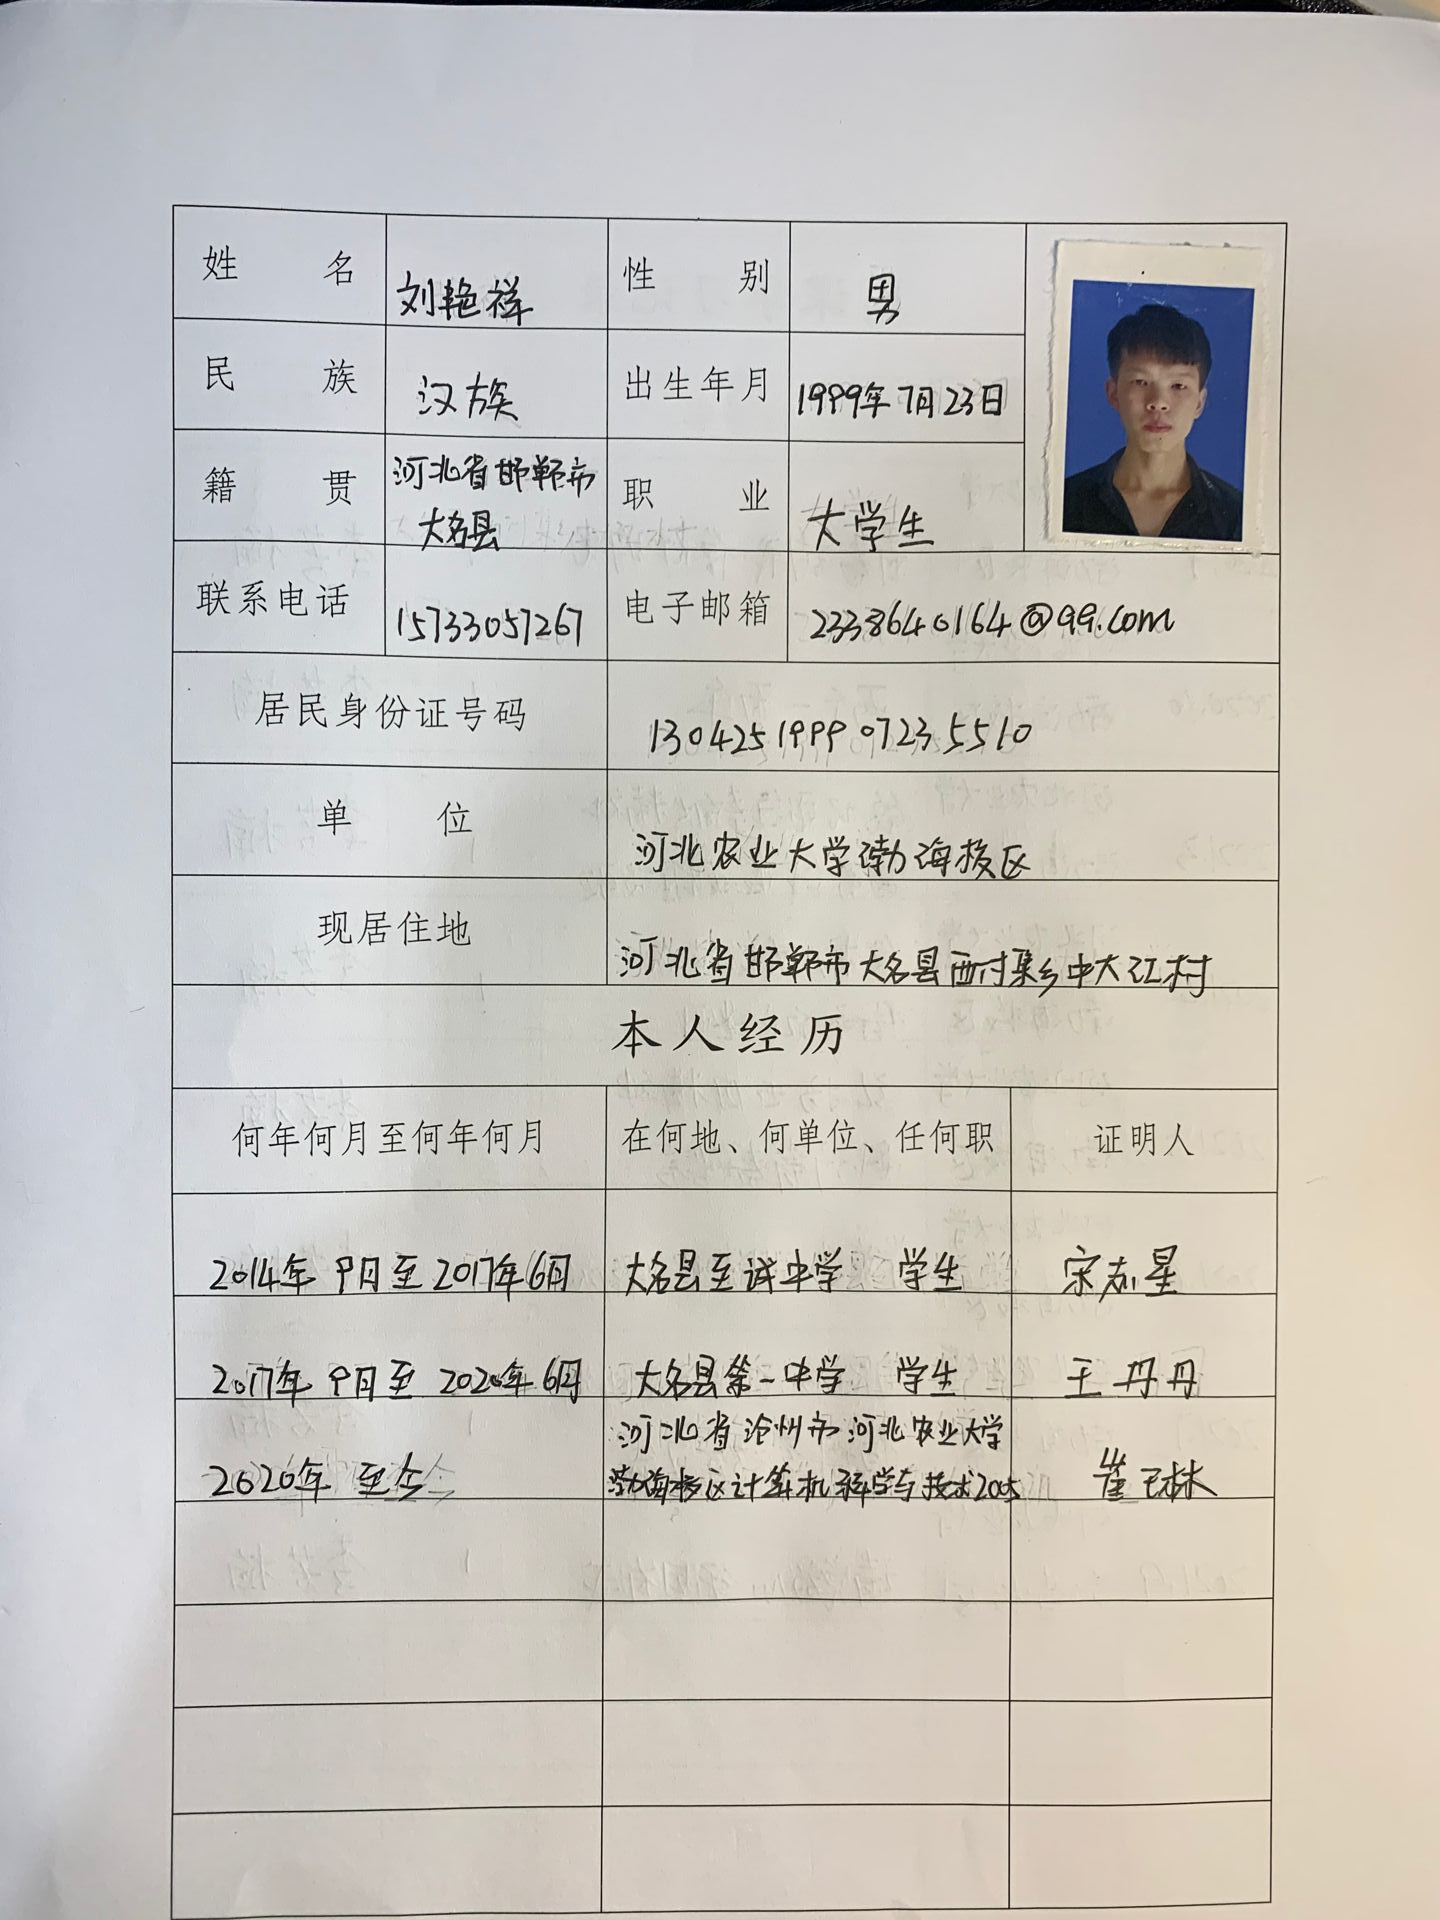 姓名 刘艳祥 性别 男
民族 汉族 出生年月 1999年7月23日
籍贯 河北省邯郸市
大名县
职业 大学生
联系电话 15733057267 电子邮箱 2338640164@qq.com
居民身份证号码 130425199907235510
单位 河北农业大学渤海校区
现居住地 河北省邯郸市大名县西付集乡中大江村
本人经历
何年何月至何年何月 在何地、何单位、任何职 证明人
2014年9月至2017年6月 大名县至诚中学 学生 宋志星
2017年9月至2020年6月 大名县第一中学 学生 王丹丹
2020年至今 河北省沧州市河北农业大学
渤海校区计算机科学与技术2005
崔玉林